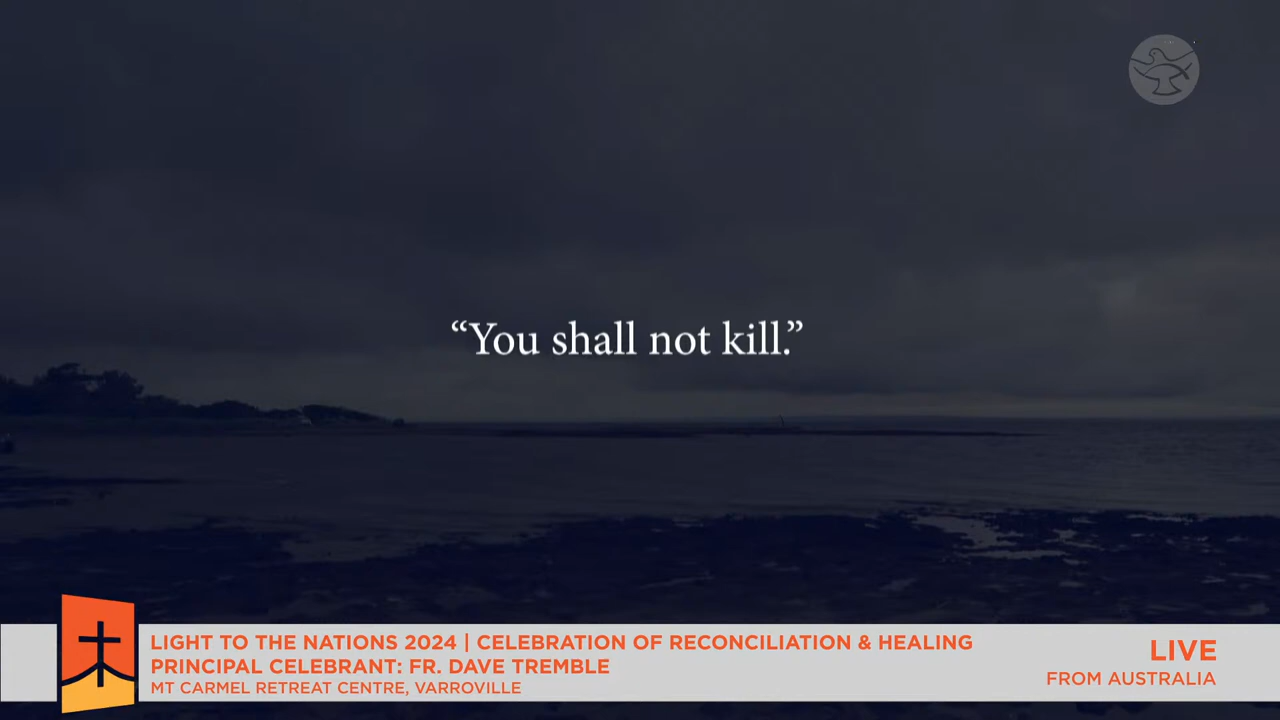 “You shall not kill.”
LIGHT TO THE NATIONS 2024 | CELEBRATION OF RECONCILIATION & HEALING
PRINCIPAL CELEBRANT: FR. DAVE TREMBLE
MT CARMEL RETREAT CENTRE, VARROVILLE
LIVE
FROM AUSTRALIA